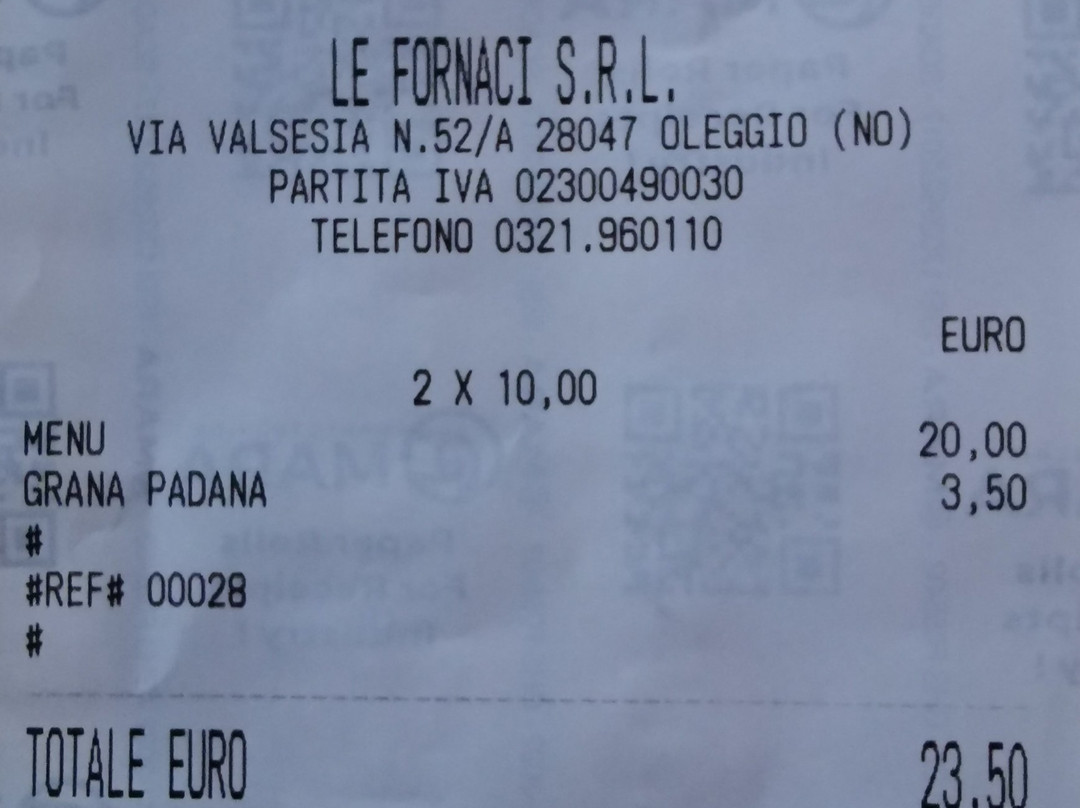 LE FORNACI S.R.L.
VIA VALSESIA N.52/A 28047 OLEGGIO (NO)
PARTITA IVA 02300490030
TELEFONO 0321.960110
EURO
2 X 10,00
MENU 20,00
GRANA PADANA 3,50
#
#REF# 00028
#
TOTALE EURO 23,50